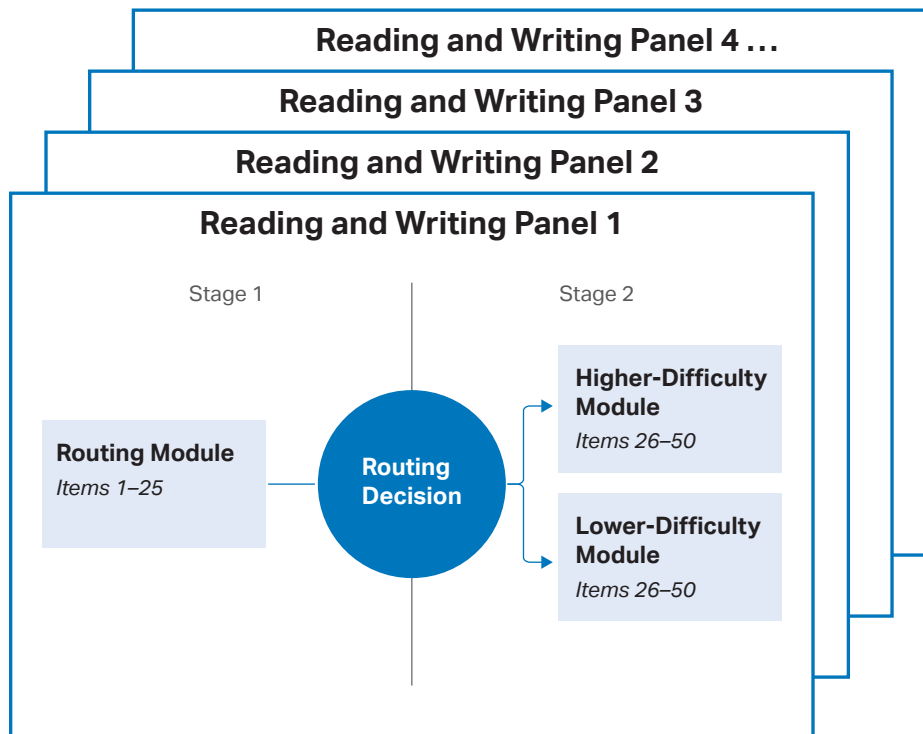 Reading and Writing Panel 4 ...
Reading and Writing Panel 3
Reading and Writing Panel 2
Reading and Writing Panel 1
Stage 1
Stage 2
Routing Module
Items 1–25
Routing
Decision
Higher-Difficulty
Module
Items 26–50
Lower-Difficulty
Module
Items 26–50